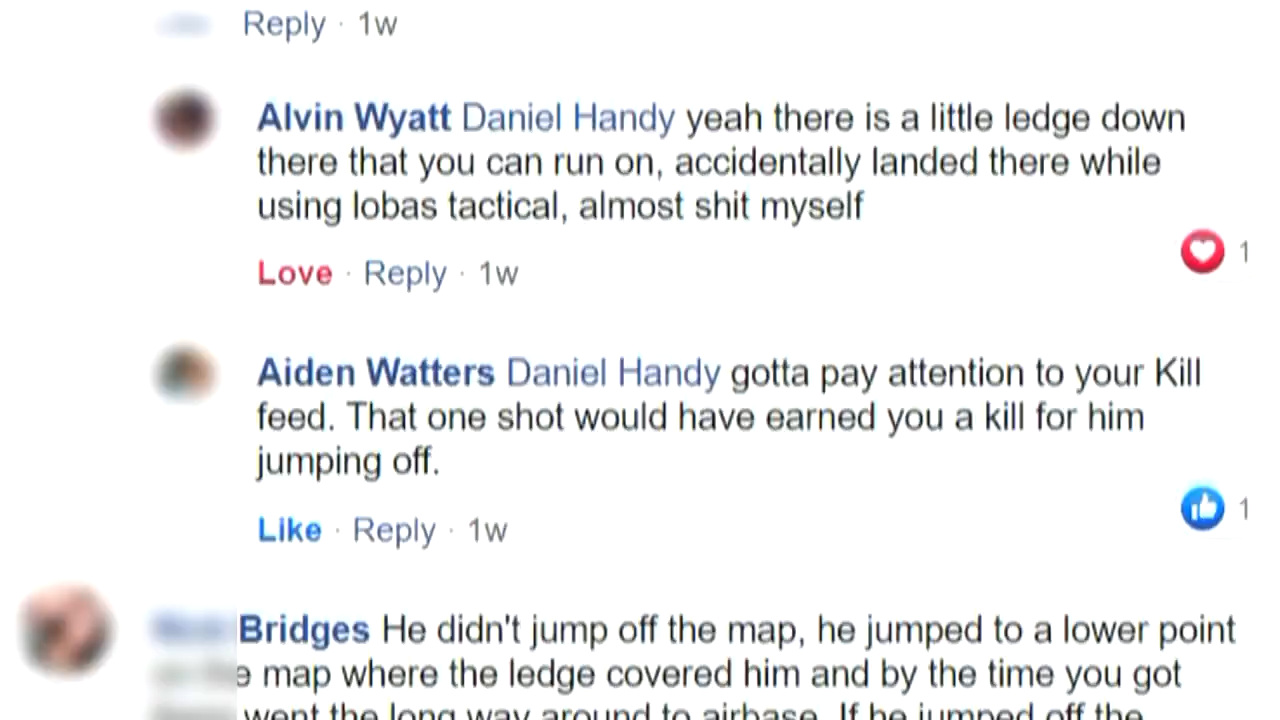 Reply · 1w
Alvin Wyatt Daniel Handy yeah there is a little ledge down
there that you can run on, accidentally landed there while
using lobas tactical, almost shit myself
1
Love · Reply · 1w
Aiden Watters Daniel Handy gotta pay attention to your Kill
feed. That one shot would have earned you a kill for him
jumping off.
1
Like · Reply · 1w
Bridges He didn't jump off the map, he jumped to a lower point
map where the ledge covered him and by the time you got
went the long way around to airbase. If he jumped off the